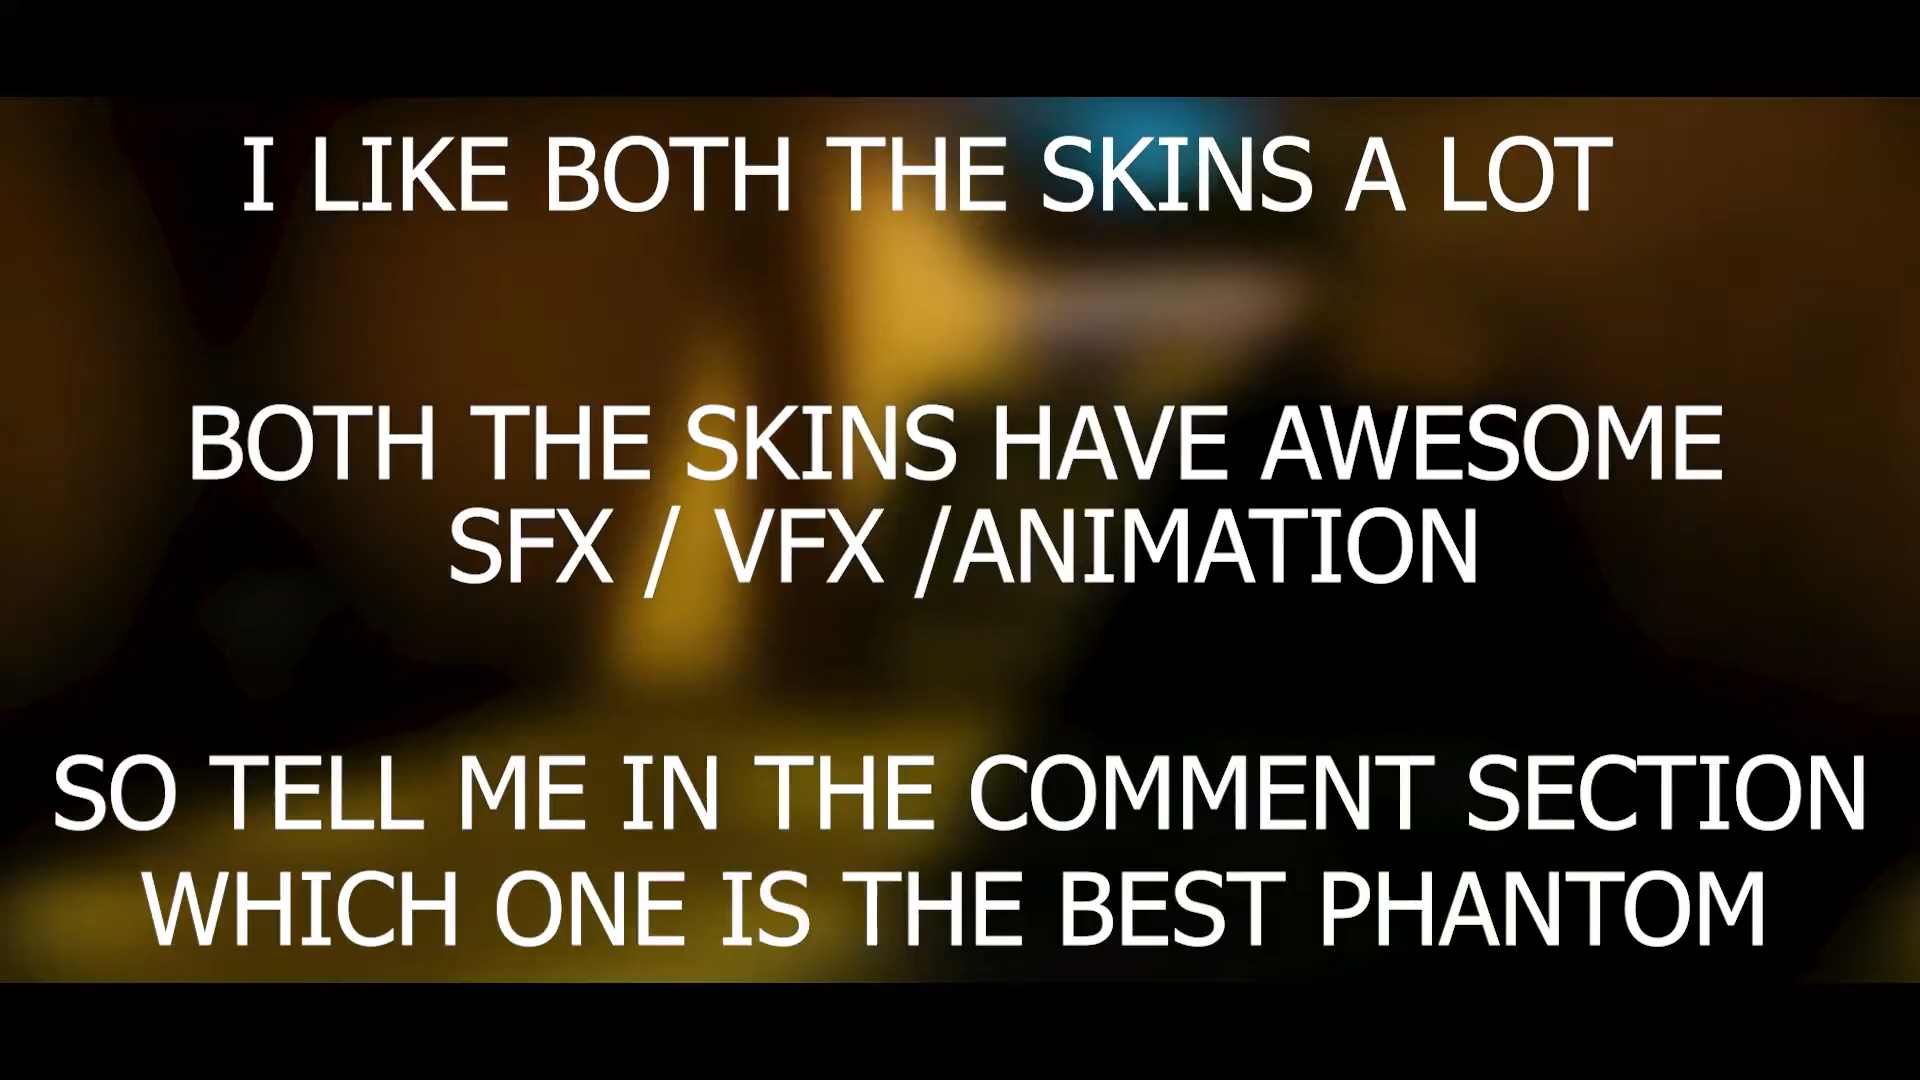 I LIKE BOTH THE SKINS A LOT
BOTH THE SKINS HAVE AWESOME
SFX / VFX /ANIMATION
SO TELL ME IN THE COMMENT SECTION
WHICH ONE IS THE BEST PHANTOM